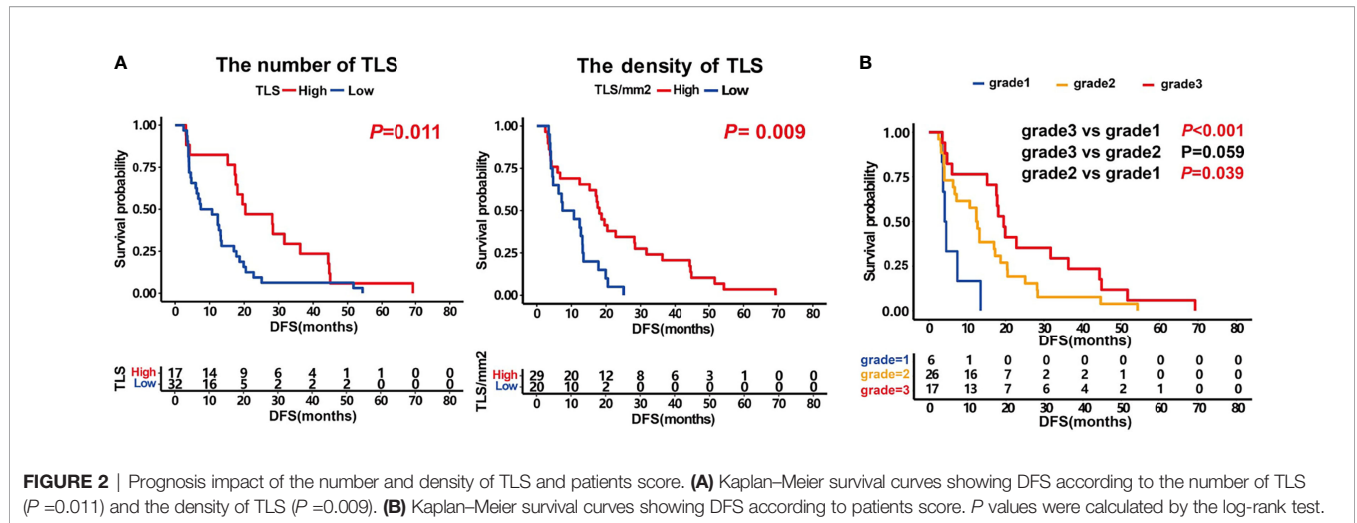 A
The number of TLS
TLS High Low
P=0.011
Survival probability
1.00
0.75
0.50
0.25
0.00
0 10 20 30 40 50 60 70 80
DFS(months)
TLS
High 17 14 9 6 4 1 1 0 0
Low 32 16 5 2 2 2 0 0 0
0 10 20 30 40 50 60 70 80
DFS(months)
The density of TLS
TLS/mm2 High Low
P= 0.009
Survival probability
1.00
0.75
0.50
0.25
0.00
0 10 20 30 40 50 60 70 80
DFS(months)
TLS/mm2
High 29 20 12 8 6 3 1 0 0
Low 20 10 2 0 0 0 0 0 0
0 10 20 30 40 50 60 70 80
DFS(months)
B
grade1 grade2 grade3
grade3 vs grade1 P<0.001
grade3 vs grade2 P=0.059
grade2 vs grade1 P=0.039
Survival probability
1.00
0.75
0.50
0.25
0.00
0 10 20 30 40 50 60 70 80
DFS(months)
grade=1 6 1 0 0 0 0 0 0 0
grade=2 26 16 7 2 2 1 0 0 0
grade=3 17 13 7 6 4 2 1 0 0
0 10 20 30 40 50 60 70 80
DFS(months)
FIGURE 2 | Prognosis impact of the number and density of TLS and patients score. (A) Kaplan–Meier survival curves showing DFS according to the number of TLS
(P =0.011) and the density of TLS (P =0.009). (B) Kaplan–Meier survival curves showing DFS according to patients score. P values were calculated by the log-rank test.